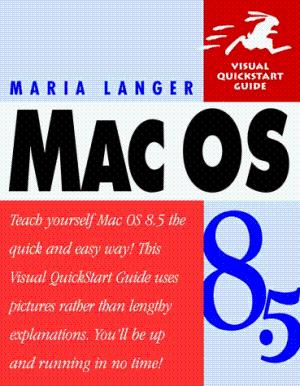 VISUAL
QUICKSTART
GUIDE
MARIA LANGER
MAC OS
8.5
Teach yourself Mac OS 8.5 the
quick and easy way! This
Visual QuickStart Guide uses
pictures rather than lengthy
explanations. You'll be up
and running in no time!